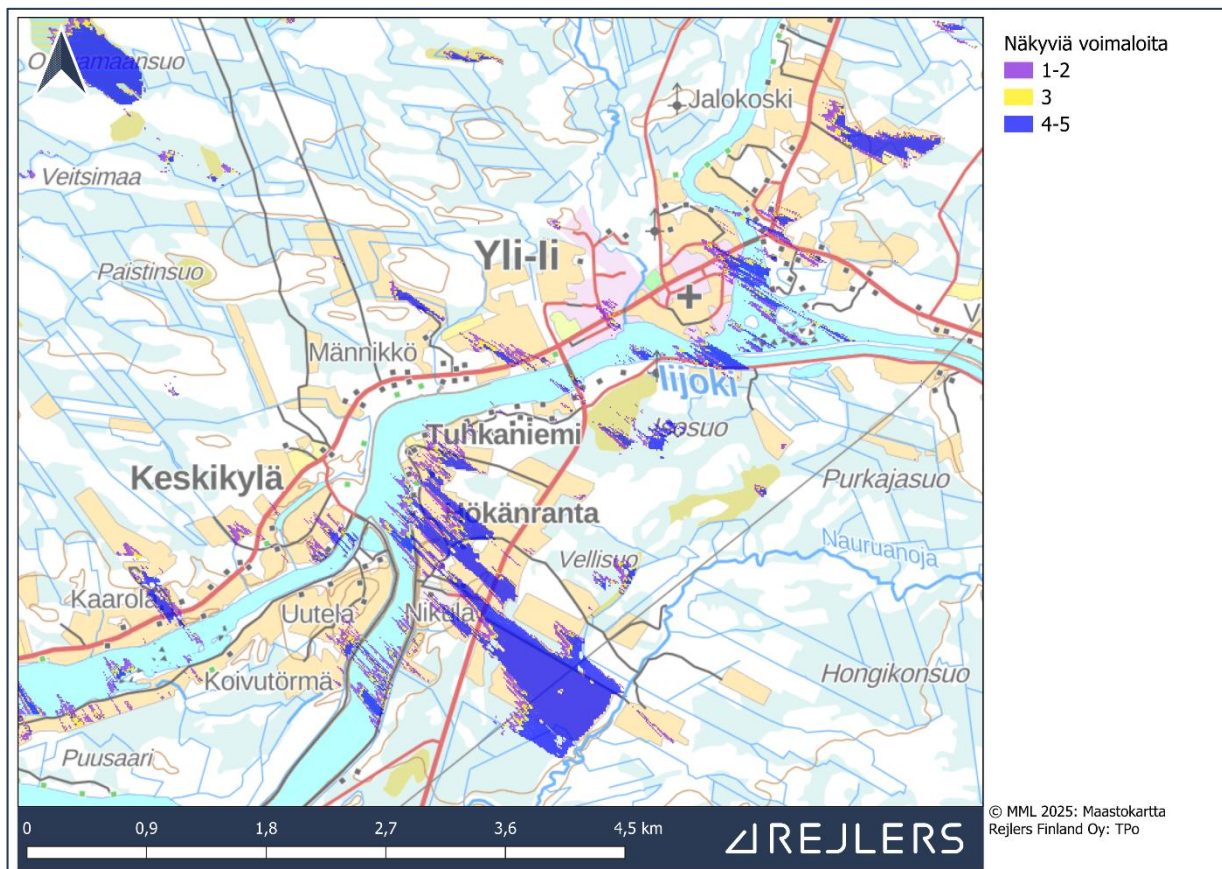 Näkyviä voimaloita
1-2
3
4-5
Jalokoski
Veitsimaa
Paistinsuo
Yli-Ii
Männikkö
Iijoki
Tuhkaniemi
Keskikylä
Purkajasuo
Nauruanoja
Vellisuo
Kaarola
Uutela
Nikula
Koivutörmä
Hongikonsuo
Puusaari
0
0,9
1,8
2,7
3,6
4,5 km
REJLERS
© MML 2025: Maastokartta
Rejlers Finland Oy: TPo